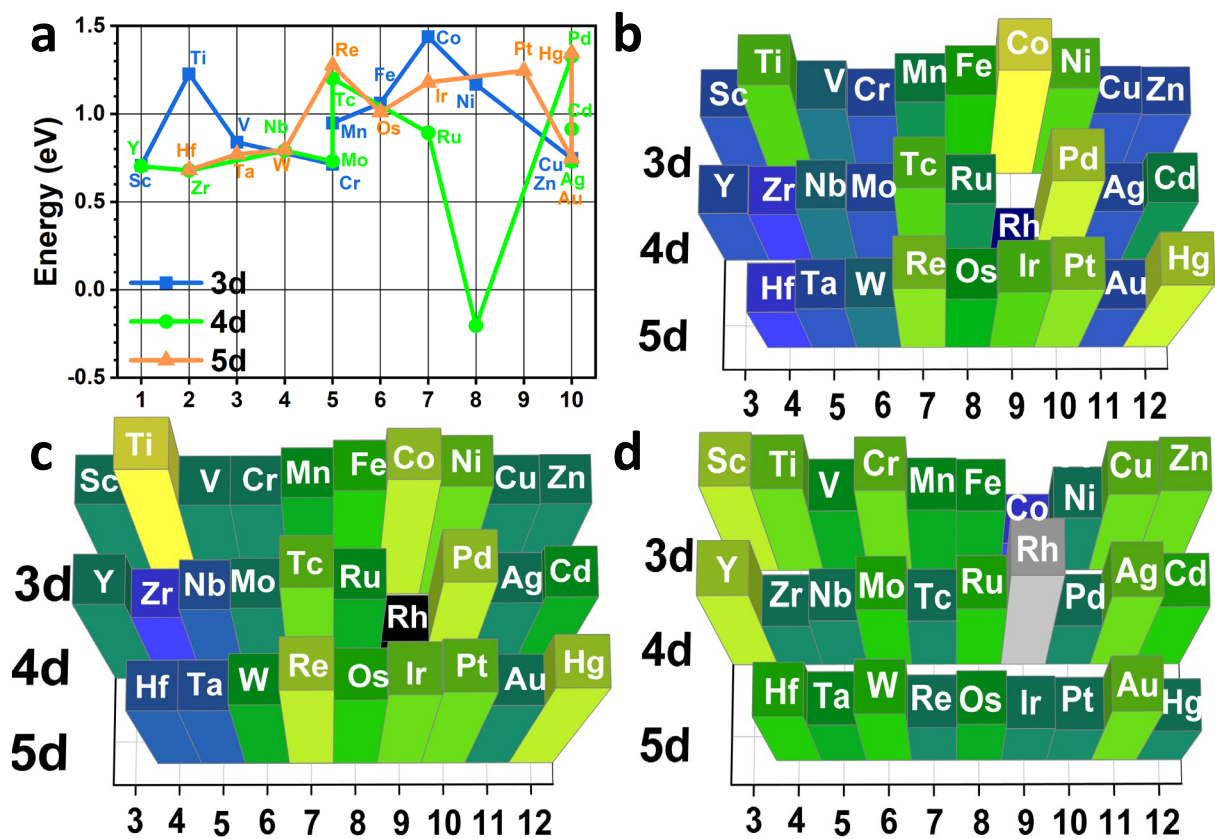 a
Energy (eV)
1.5
1.0
0.5
0.0
-0.5
Ti
Co
Pd
Re
Pt
Hg
Fe
Tc
Ir
Ni
Cd
V
Nb
Mn
Os
Ru
Y
Hf
Sc
Zr
Ta
W
Mo
Cr
Cu
Zn
Ag
Au
3d
4d
5d
1 2 3 4 5 6 7 8 9 10
b
Sc Ti V Cr Mn Fe Co Ni Cu Zn
3d
Y Zr Nb Mo Tc Ru Rh Pd Ag Cd
4d
Hf Ta W Re Os Ir Pt Au Hg
5d
3 4 5 6 7 8 9 10 11 12
c
Sc Ti V Cr Mn Fe Co Ni Cu Zn
3d
Y Zr Nb Mo Tc Ru Rh Pd Ag Cd
4d
Hf Ta W Re Os Ir Pt Au Hg
5d
3 4 5 6 7 8 9 10 11 12
d
Sc Ti V Cr Mn Fe Co Ni Cu Zn
3d
Y Zr Nb Mo Tc Ru Rh Pd Ag Cd
4d
Hf Ta W Re Os Ir Pt Au Hg
5d
3 4 5 6 7 8 9 10 11 12